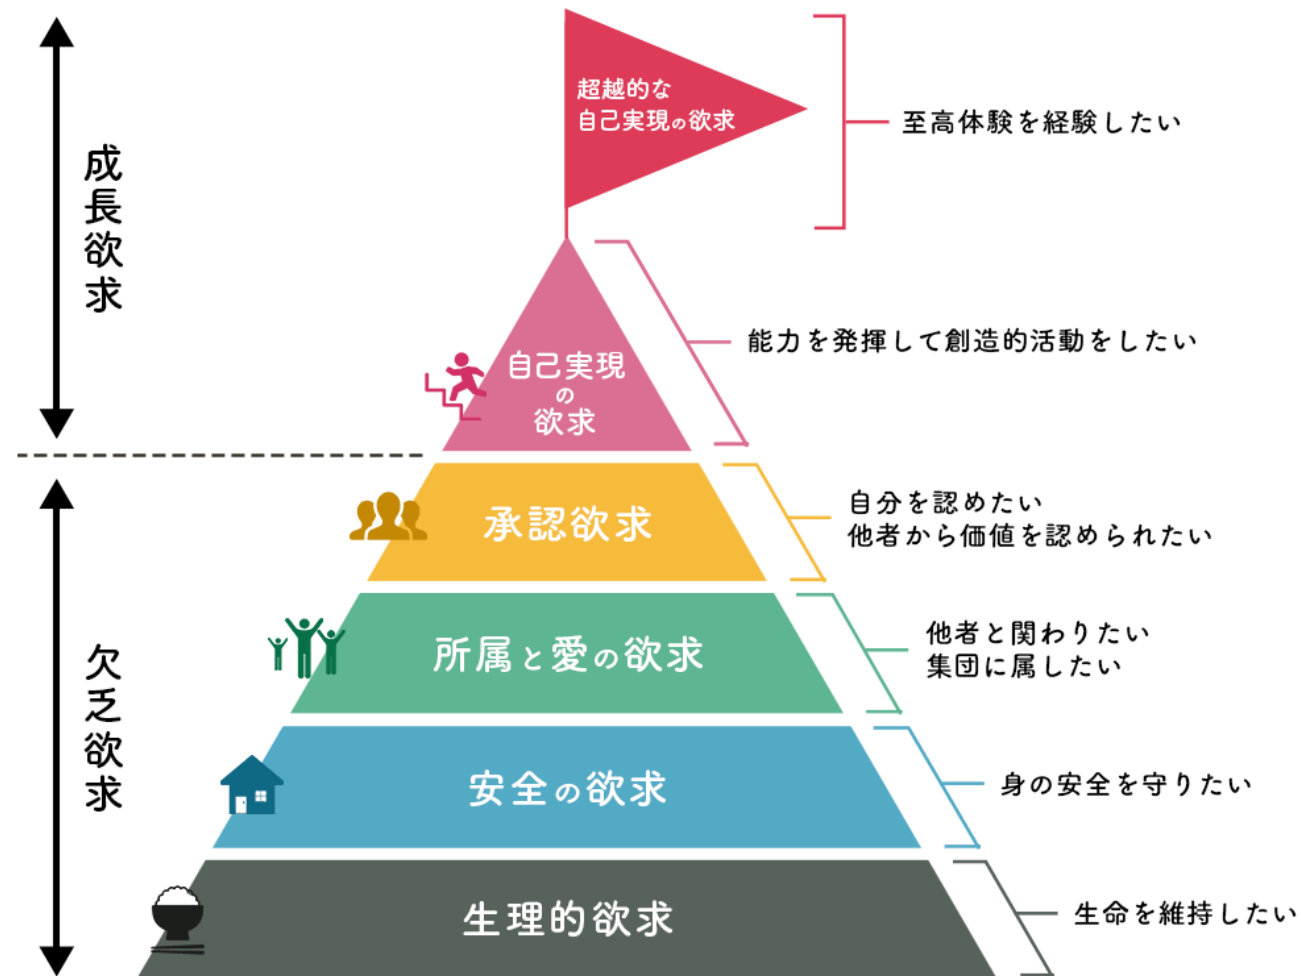 成長欲求
欠乏欲求
超越的な
自己実現の欲求
至高体験を経験したい
自己実現
の
欲求
能力を発揮して創造的活動をしたい
承認欲求
自分を認めたい
他者から価値を認められたい
所属と愛の欲求
他者と関わりたい
集団に属したい
安全の欲求
身の安全を守りたい
生理的欲求
生命を維持したい